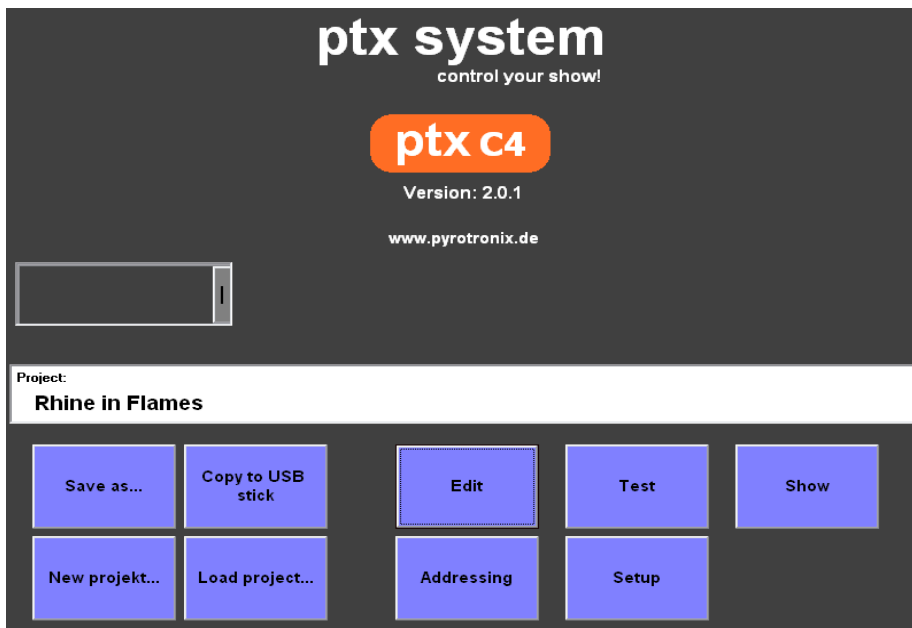 ptx system
control your show!
ptx C4
Version: 2.0.1
www.pyrotronix.de
Project:
Rhine in Flames
Save as...
Copy to USB
stick
Edit
Test
Show
New projekt...
Load project...
Addressing
Setup